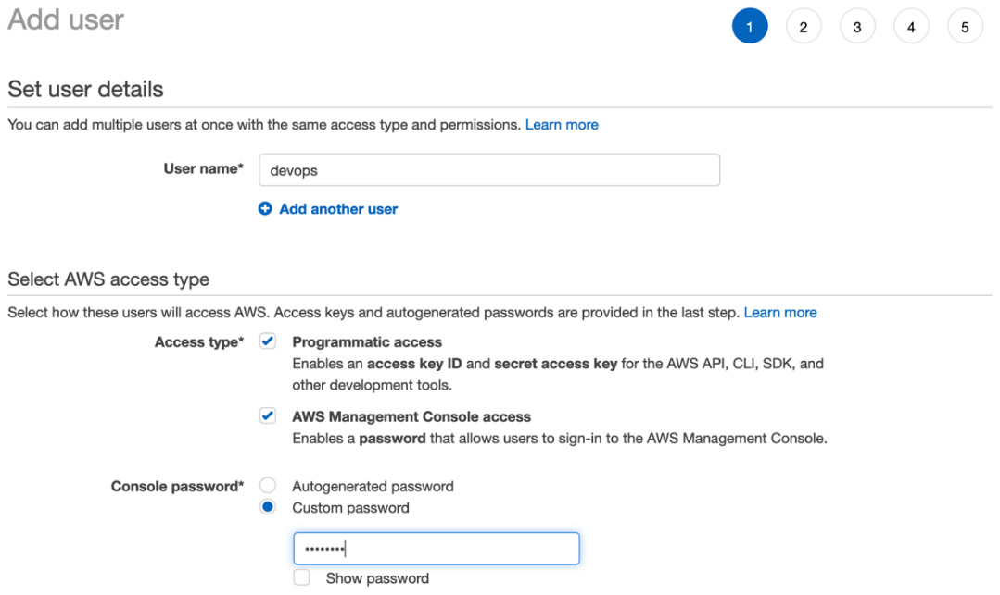 Add user
1 2 3 4 5
Set user details
You can add multiple users at once with the same access type and permissions. Learn more
User name* devops
Add another user
Select AWS access type
Select how these users will access AWS. Access keys and autogenerated passwords are provided in the last step. Learn more
Access type* Programmatic access
Enables an access key ID and secret access key for the AWS API, CLI, SDK, and
other development tools.
AWS Management Console access
Enables a password that allows users to sign-in to the AWS Management Console.
Console password* Autogenerated password
Custom password
••••••••
Show password